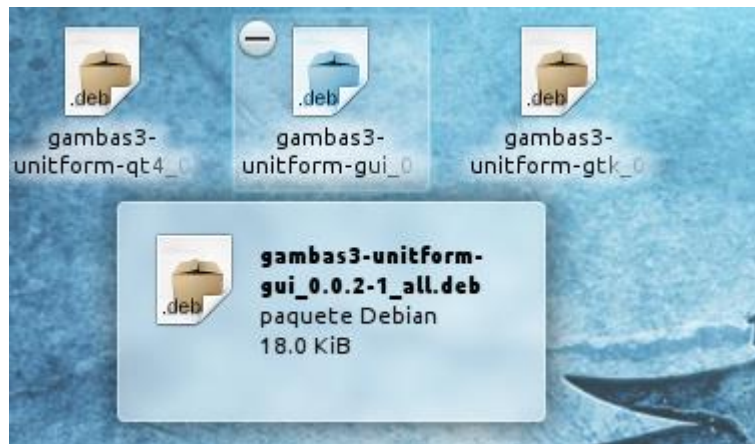 .deb
gambas3-
unitform-qt4_0
.deb
gambas3-
unitform-gui_0
.deb
gambas3-
unitform-gtk_0
.deb
gambas3-unitform-
gui_0.0.2-1_all.deb
paquete Debian
18.0 KiB